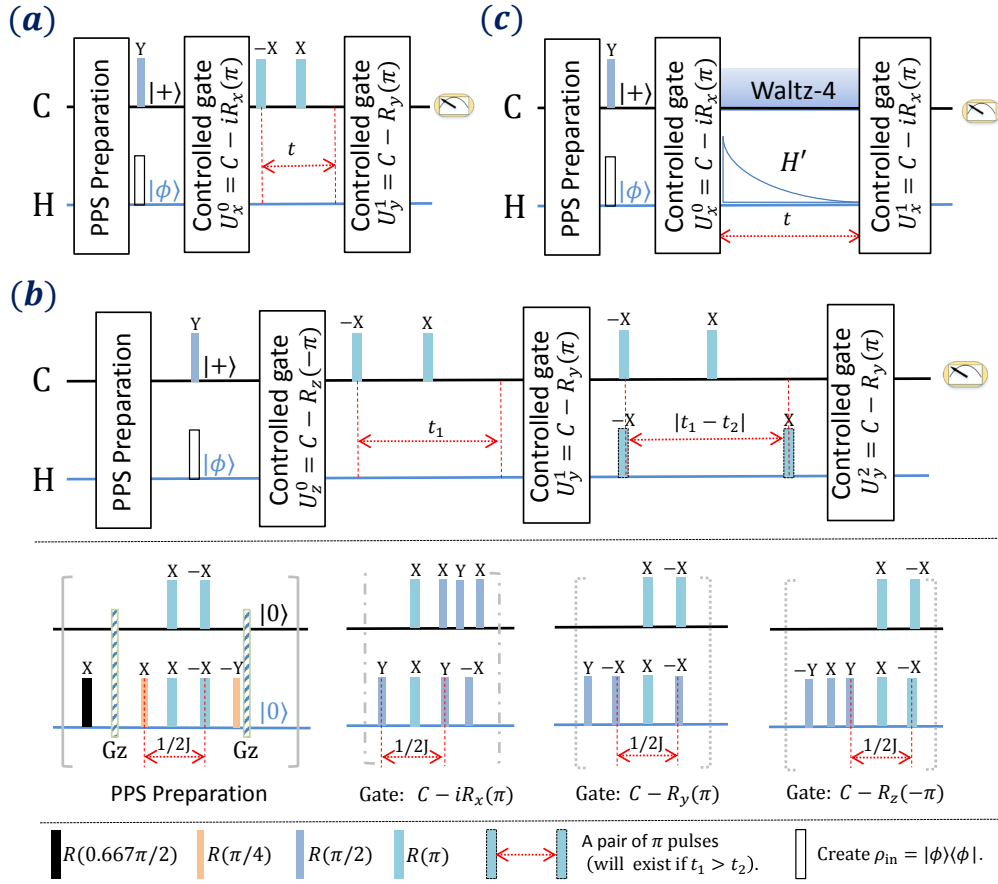 (a)
Y
−X
X
C
PPS Preparation
|+⟩
|ϕ⟩
Controlled gate
U_x^0 = C − iR_x(π)
t
Controlled gate
U_y^1 = C − R_y(π)
H
(c)
Y
C
PPS Preparation
|+⟩
|ϕ⟩
Controlled gate
U_x^0 = C − iR_x(π)
Waltz-4
H′
t
Controlled gate
U_x^1 = C − iR_x(π)
H
(b)
Y
−X
X
−X
X
C
PPS Preparation
|+⟩
|ϕ⟩
Controlled gate
U_z^0 = C − R_z(−π)
t_1
Controlled gate
U_y^1 = C − R_y(π)
−X
|t_1 − t_2|
X
Controlled gate
U_y^2 = C − R_y(π)
H
X −X
|0⟩
X
X X −X −Y
|0⟩
Gz
1/2J
Gz
PPS Preparation
X X Y X
Y X Y −X
1/2J
Gate: C − iR_x(π)
X −X
Y −X X −X
1/2J
Gate: C − R_y(π)
X −X
−Y X Y X −X
1/2J
Gate: C − R_z(−π)
R(0.667π/2)
R(π/4)
R(π/2)
R(π)
A pair of π pulses
(will exist if t_1 > t_2).
Create ρ_in = |ϕ⟩⟨ϕ|.